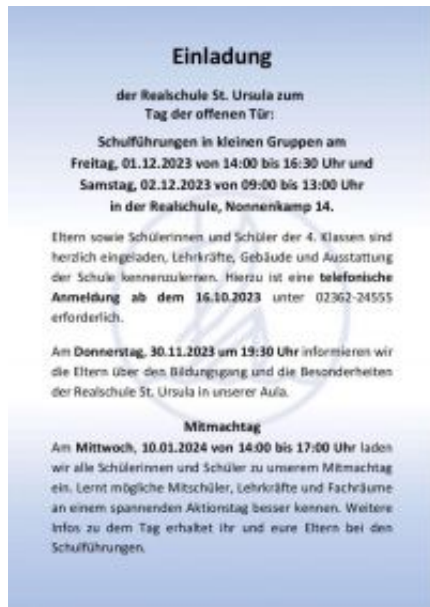 Einladung
der Realschule St. Ursula zum
Tag der offenen Tür:
Schulführungen in kleinen Gruppen am
Freitag, 01.12.2023 von 14:00 bis 16:30 Uhr und
Samstag, 02.12.2023 von 09:00 bis 13:00 Uhr
in der Realschule, Nonnenkamp 14.
Eltern sowie Schülerinnen und Schüler der 4. Klassen sind
herzlich eingeladen, Lehrkräfte, Gebäude und Ausstattung
der Schule kennenzulernen. Hierzu ist eine telefonische
Anmeldung ab dem 16.10.2023 unter 02362-24555
erforderlich.
Am Donnerstag, 30.11.2023 um 19:30 Uhr informieren wir
die Eltern über den Bildungsgang und die Besonderheiten
der Realschule St. Ursula in unserer Aula.
Mitmachtag
Am Mittwoch, 10.01.2024 von 14:00 bis 17:00 Uhr laden
wir alle Schülerinnen und Schüler zu unserem Mitmachtag
ein. Lernt mögliche Mitschüler, Lehrkräfte und Fachräume
an einem spannenden Aktionstag besser kennen. Weitere
Infos zu dem Tag erhaltet ihr und eure Eltern bei den
Schulführungen.